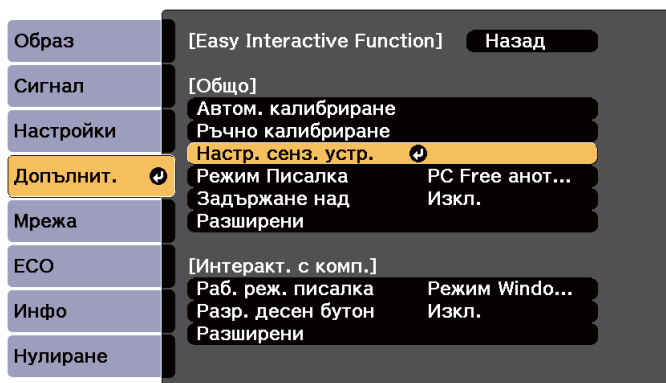 Образ
Сигнал
Настройки
Допълнит.
Мрежа
ECO
Инфо
Нулиране
[Easy Interactive Function] Назад
[Общо]
Автом. калибриране
Ръчно калибриране
Настр. сенз. устр.
Режим Писалка PC Free анот...
Задържане над Изкл.
Разширени
[Интеракт. с комп.]
Раб. реж. писалка Режим Windo...
Разр. десен бутон Изкл.
Разширени